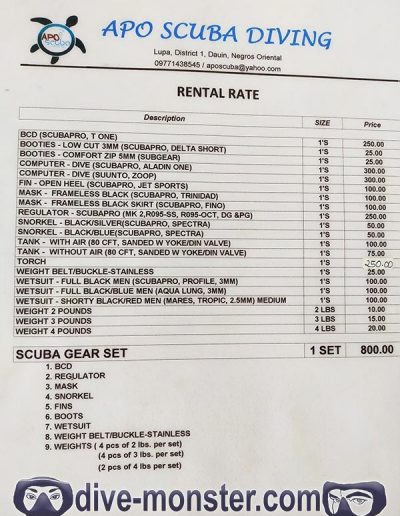 APO SCUBA
APO SCUBA DIVING
Lupa, District 1, Dauin, Negros Oriental
09771438545 / aposcuba@yahoo.com
RENTAL RATE
Description SIZE Price
BCD (SCUBAPRO, T ONE) 1'S 250.00
BOOTIES - LOW CUT 3MM (SCUBAPRO, DELTA SHORT) 1'S 25.00
BOOTIES - COMFORT ZIP 5MM (SUBGEAR) 1'S 25.00
COMPUTER - DIVE (SCUBAPRO, ALADIN ONE) 1'S 300.00
COMPUTER - DIVE (SUUNTO, ZOOP) 1'S 300.00
FIN - OPEN HEEL (SCUBAPRO, JET SPORTS) 1'S 100.00
MASK - FRAMELESS BLACK (SCUBAPRO, TRINIDAD) 1'S 100.00
MASK - FRAMELESS BLACK SKIRT (SCUBAPRO, FINO) 1'S 100.00
REGULATOR - SCUBAPRO (MK 2,R095-SS, R095-OCT, DG &PG) 1'S 250.00
SNORKEL - BLACK/SILVER(SCUBAPRO, SPECTRA) 1'S 50.00
SNORKEL - BLACK/BLUE(SCUBAPRO, SPECTRA) 1'S 50.00
TANK - WITH AIR (80 CFT, SANDED W YOKE/DIN VALVE) 1'S 100.00
TANK - WITHOUT AIR (80 CFT, SANDED W YOKE/DIN VALVE) 1'S 75.00
TORCH 1'S 250.00
WEIGHT BELT/BUCKLE-STAINLESS 1'S 25.00
WETSUIT - FULL BLACK MEN (SCUBAPRO, PROFILE, 3MM) 1'S 100.00
WETSUIT - FULL BLACK/BLUE MEN (AQUA LUNG, 3MM) 1'S 100.00
WETSUIT - SHORTY BLACK/RED MEN (MARES, TROPIC, 2.5MM) MEDIUM 1'S 100.00
WEIGHT 2 POUNDS 2 LBS 10.00
WEIGHT 3 POUNDS 3 LBS 15.00
WEIGHT 4 POUNDS 4 LBS 20.00
SCUBA GEAR SET 1 SET 800.00
1. BCD
2. REGULATOR
3. MASK
4. SNORKEL
5. FINS
6. BOOTS
7. WETSUIT
8. WEIGHT BELT/BUCKLE-STAINLESS
9. WEIGHTS ( 4 pcs of 2 lbs. per set)
(4 pcs of 3 lbs. per set)
(2 pcs of 4 lbs per set)
dive-monster.com